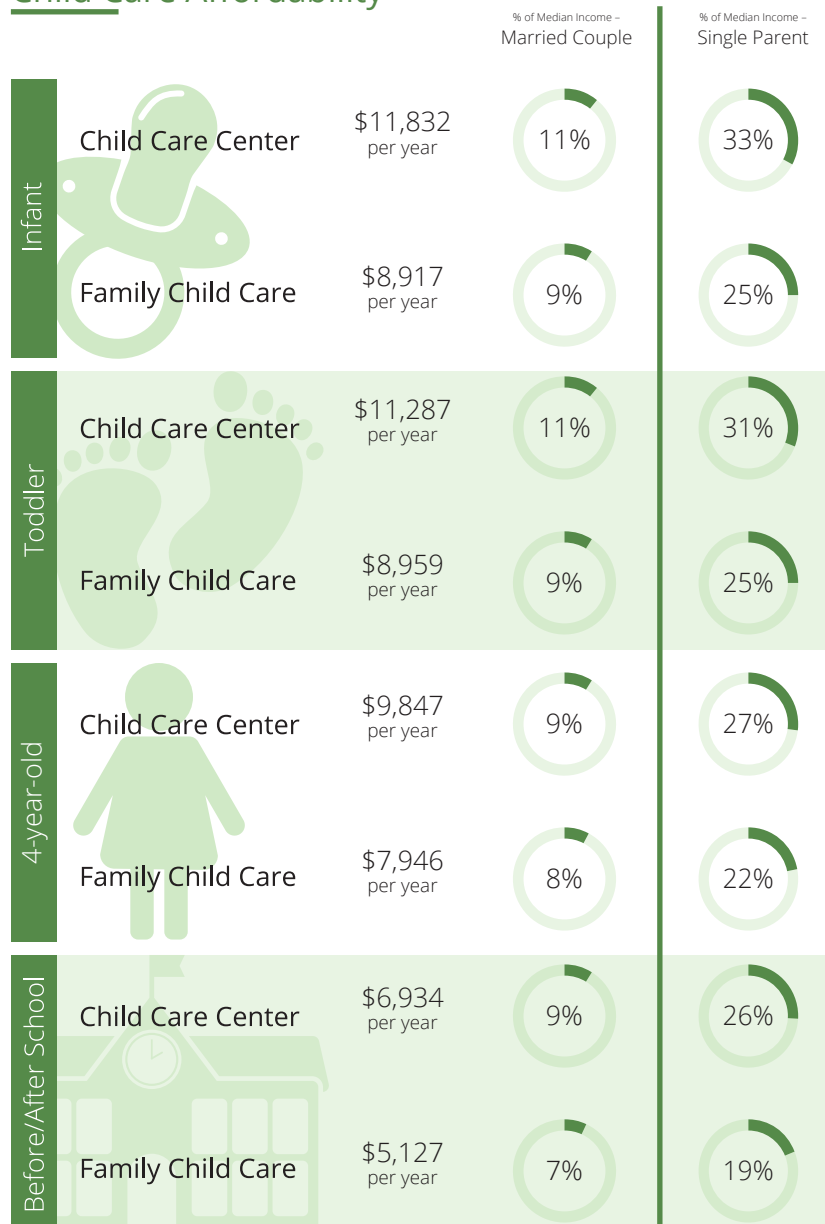 Child Care Affordability
% of Median Income –
Married Couple
% of Median Income –
Single Parent
Infant
Child Care Center
$11,832
per year
11%
33%
Family Child Care
$8,917
per year
9%
25%
Toddler
Child Care Center
$11,287
per year
11%
31%
Family Child Care
$8,959
per year
9%
25%
4-year-old
Child Care Center
$9,847
per year
9%
27%
Family Child Care
$7,946
per year
8%
22%
Before/After School
Child Care Center
$6,934
per year
9%
26%
Family Child Care
$5,127
per year
7%
19%